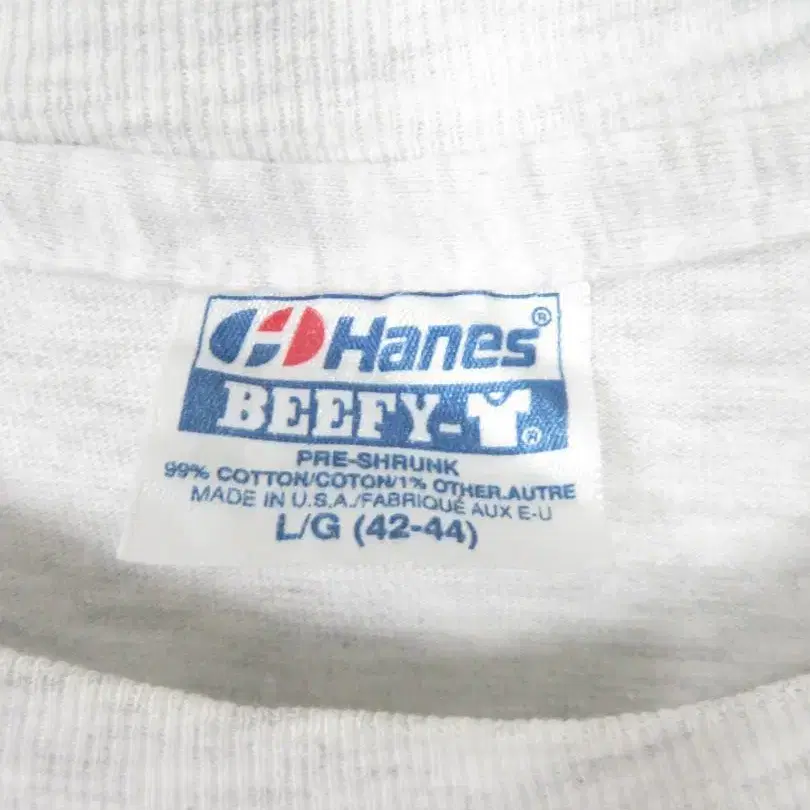 Hanes®
BEEFY-T®
PRE-SHRUNK
99% COTTON/COTON/1% OTHER.AUTRE
MADE IN U.S.A./FABRIQUÉ AUX E-U
L/G (42-44)